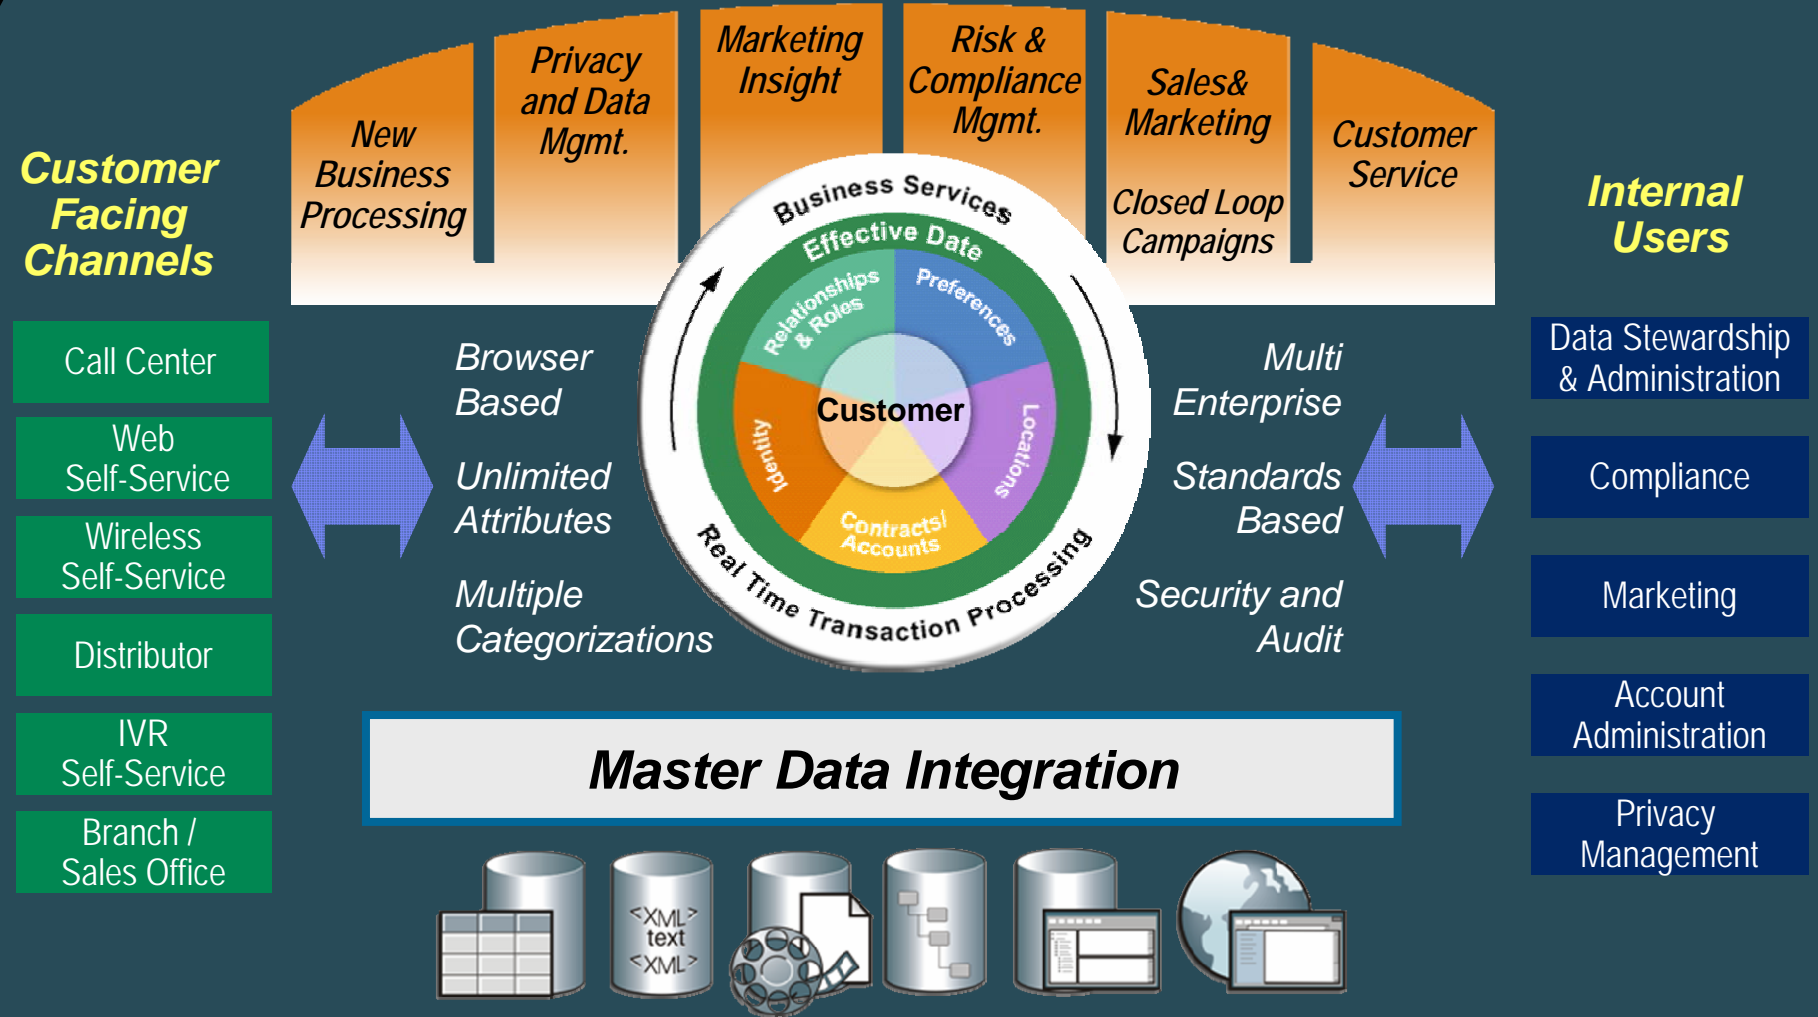 New
Business
Processing
Privacy
and Data
Mgmt.
Marketing
Insight
Risk &
Compliance
Mgmt.
Sales&
Marketing
Closed Loop
Campaigns
Customer
Service
Customer
Facing
Channels
Call Center
Web
Self-Service
Wireless
Self-Service
Distributor
IVR
Self-Service
Branch /
Sales Office
Browser
Based
Unlimited
Attributes
Multiple
Categorizations
Business Services
Effective Date
Relationships
& Roles
Preferences
Customer
Identity
Locations
Contracts/
Accounts
Real Time Transaction Processing
Multi
Enterprise
Standards
Based
Security and
Audit
Internal
Users
Data Stewardship
& Administration
Compliance
Marketing
Account
Administration
Privacy
Management
Master Data Integration
<XML>
text
<XML>